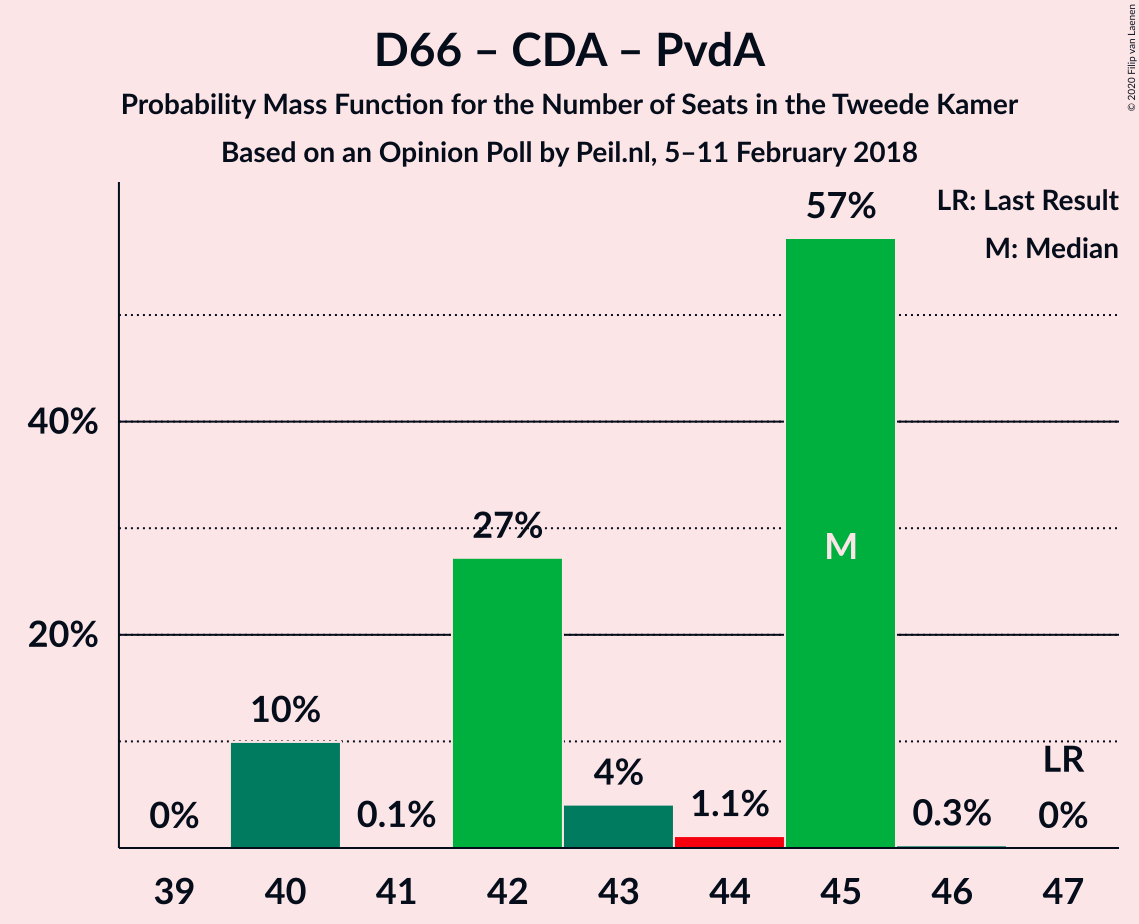 D66 – CDA – PvdA
Probability Mass Function for the Number of Seats in the Tweede Kamer
Based on an Opinion Poll by Peil.nl, 5–11 February 2018
© 2020 Filip van Laenen
LR: Last Result
M: Median
57%
40%
27%
M
20%
10%
LR
4%
1.1%
0%
0.1%
0.3%
0%
39 40 41 42 43 44 45 46 47